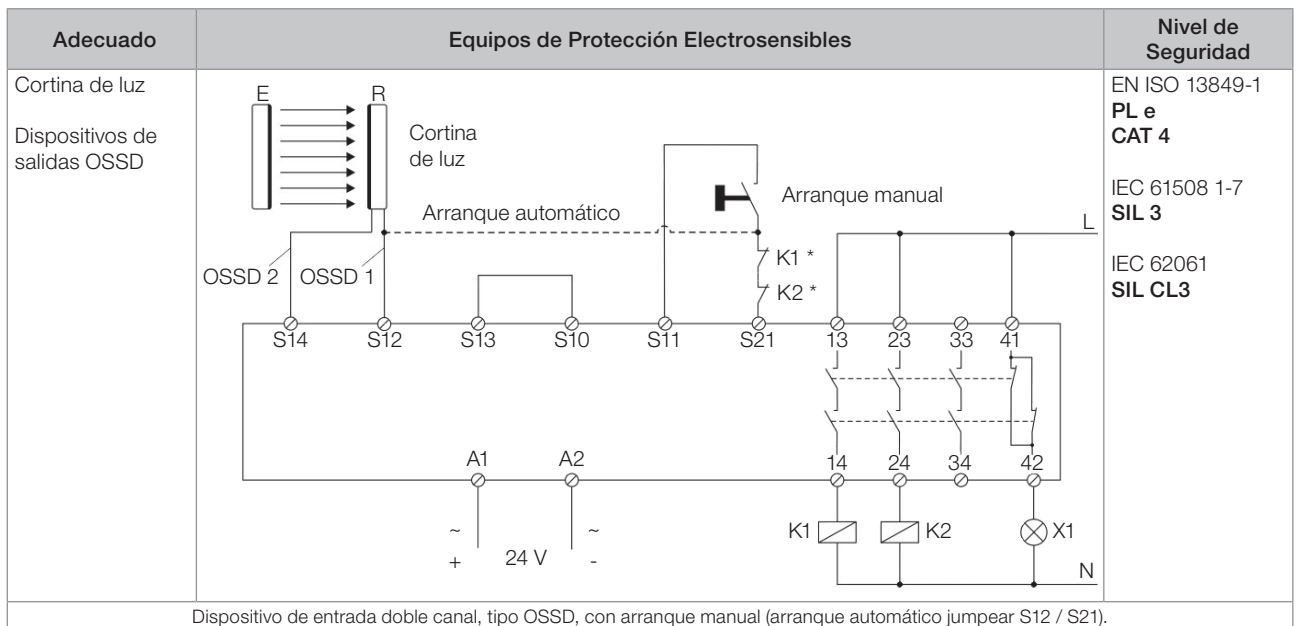 Adecuado
Equipos de Protección Electrosensibles
Nivel de
Seguridad
Cortina de luz
Dispositivos de
salidas OSSD
E
R
Cortina
de luz
Arranque automático
Arranque manual
L
OSSD 2
OSSD 1
K1 *
K2 *
S14
S12
S13
S10
S11
S21
13
23
33
41
A1
A2
14
24
34
42
~
~
+
24 V
-
K1
K2
X1
N
EN ISO 13849-1
PL e
CAT 4
IEC 61508 1-7
SIL 3
IEC 62061
SIL CL3
Dispositivo de entrada doble canal, tipo OSSD, con arranque manual (arranque automático jumpear S12 / S21).